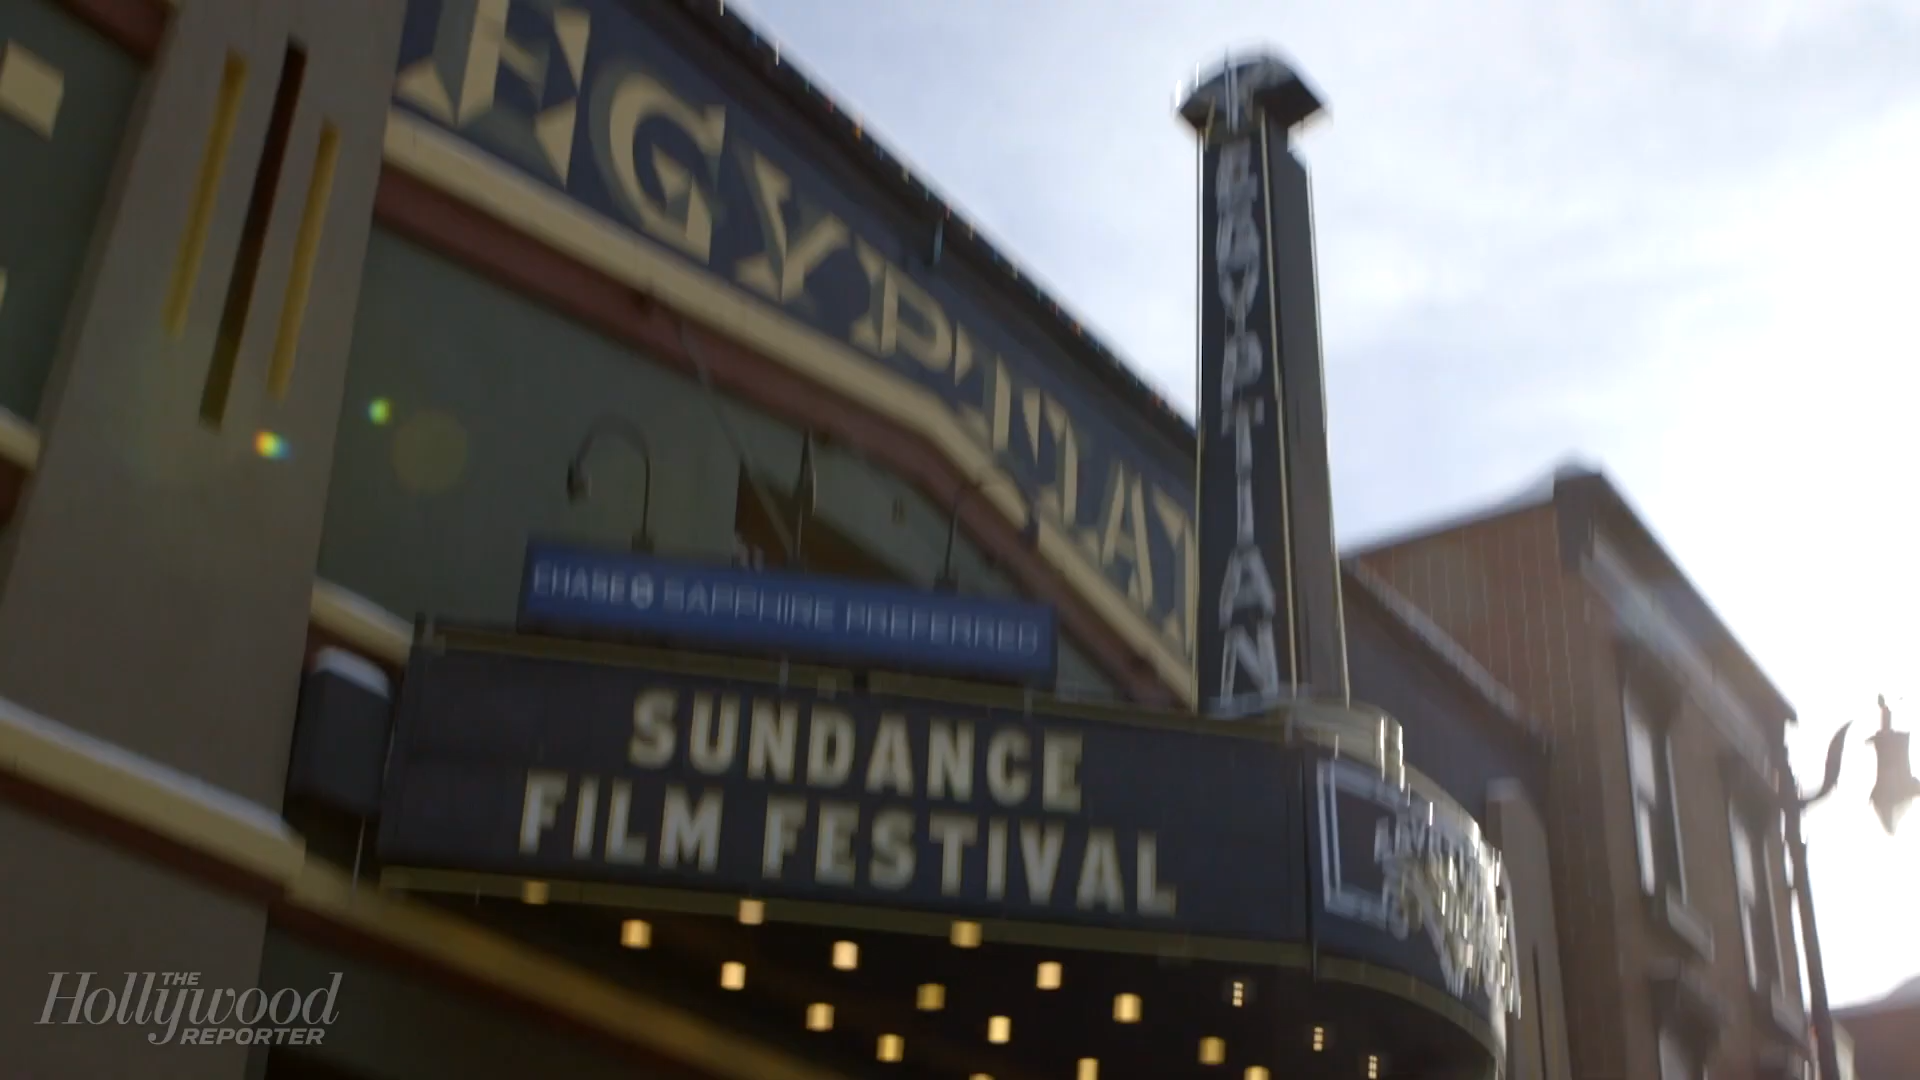 EGYPTIAN
EGYPTIAN
CHASE SAPPHIRE PREFERRED
SUNDANCE
FILM FESTIVAL
THE
Hollywood
REPORTER